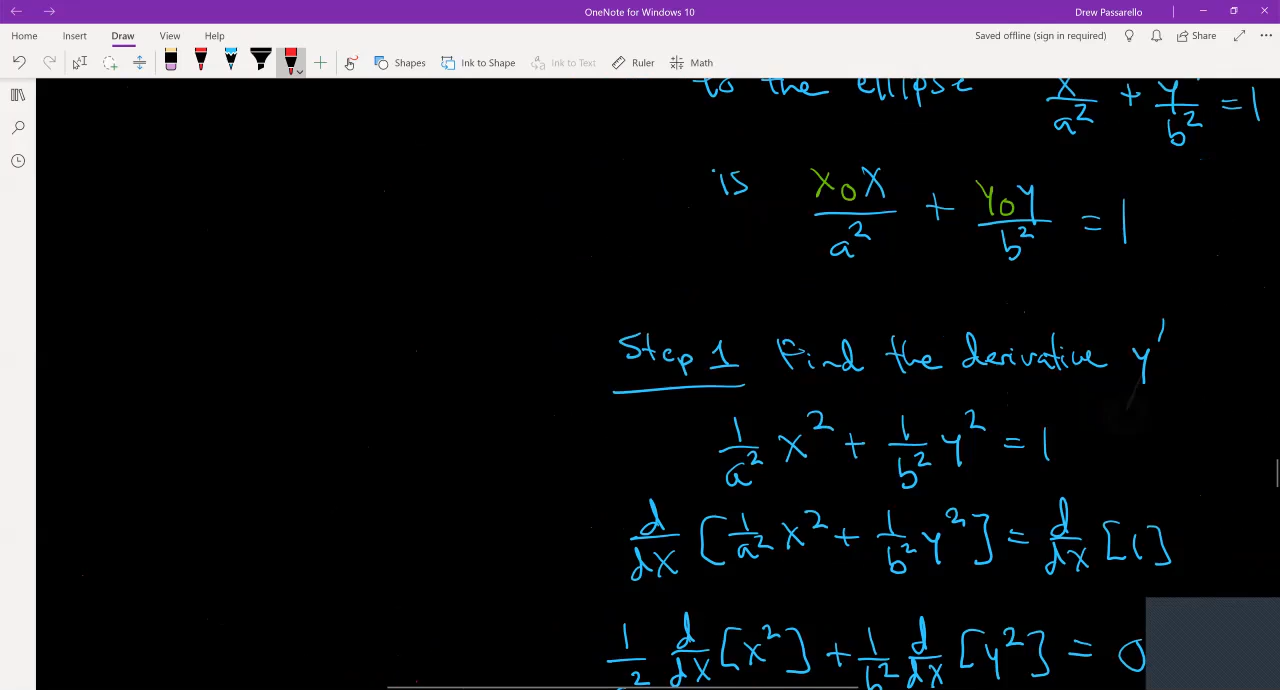 OneNote for Windows 10
Drew Passarello
Home Insert Draw View Help
Saved offline (sign in required)
Share
Shapes Ink to Shape Ink to Text Ruler Math
to the ellipse x/a² + y/b² = 1
is x₀x/a² + y₀y/b² = 1
Step 1 Find the derivative y'
1/a² x² + 1/b² y² = 1
d/dx [1/a² x² + 1/b² y²] = d/dx [1]
1/ 2 d/dx [x²] + 1/b² d/dx [y²] = 0